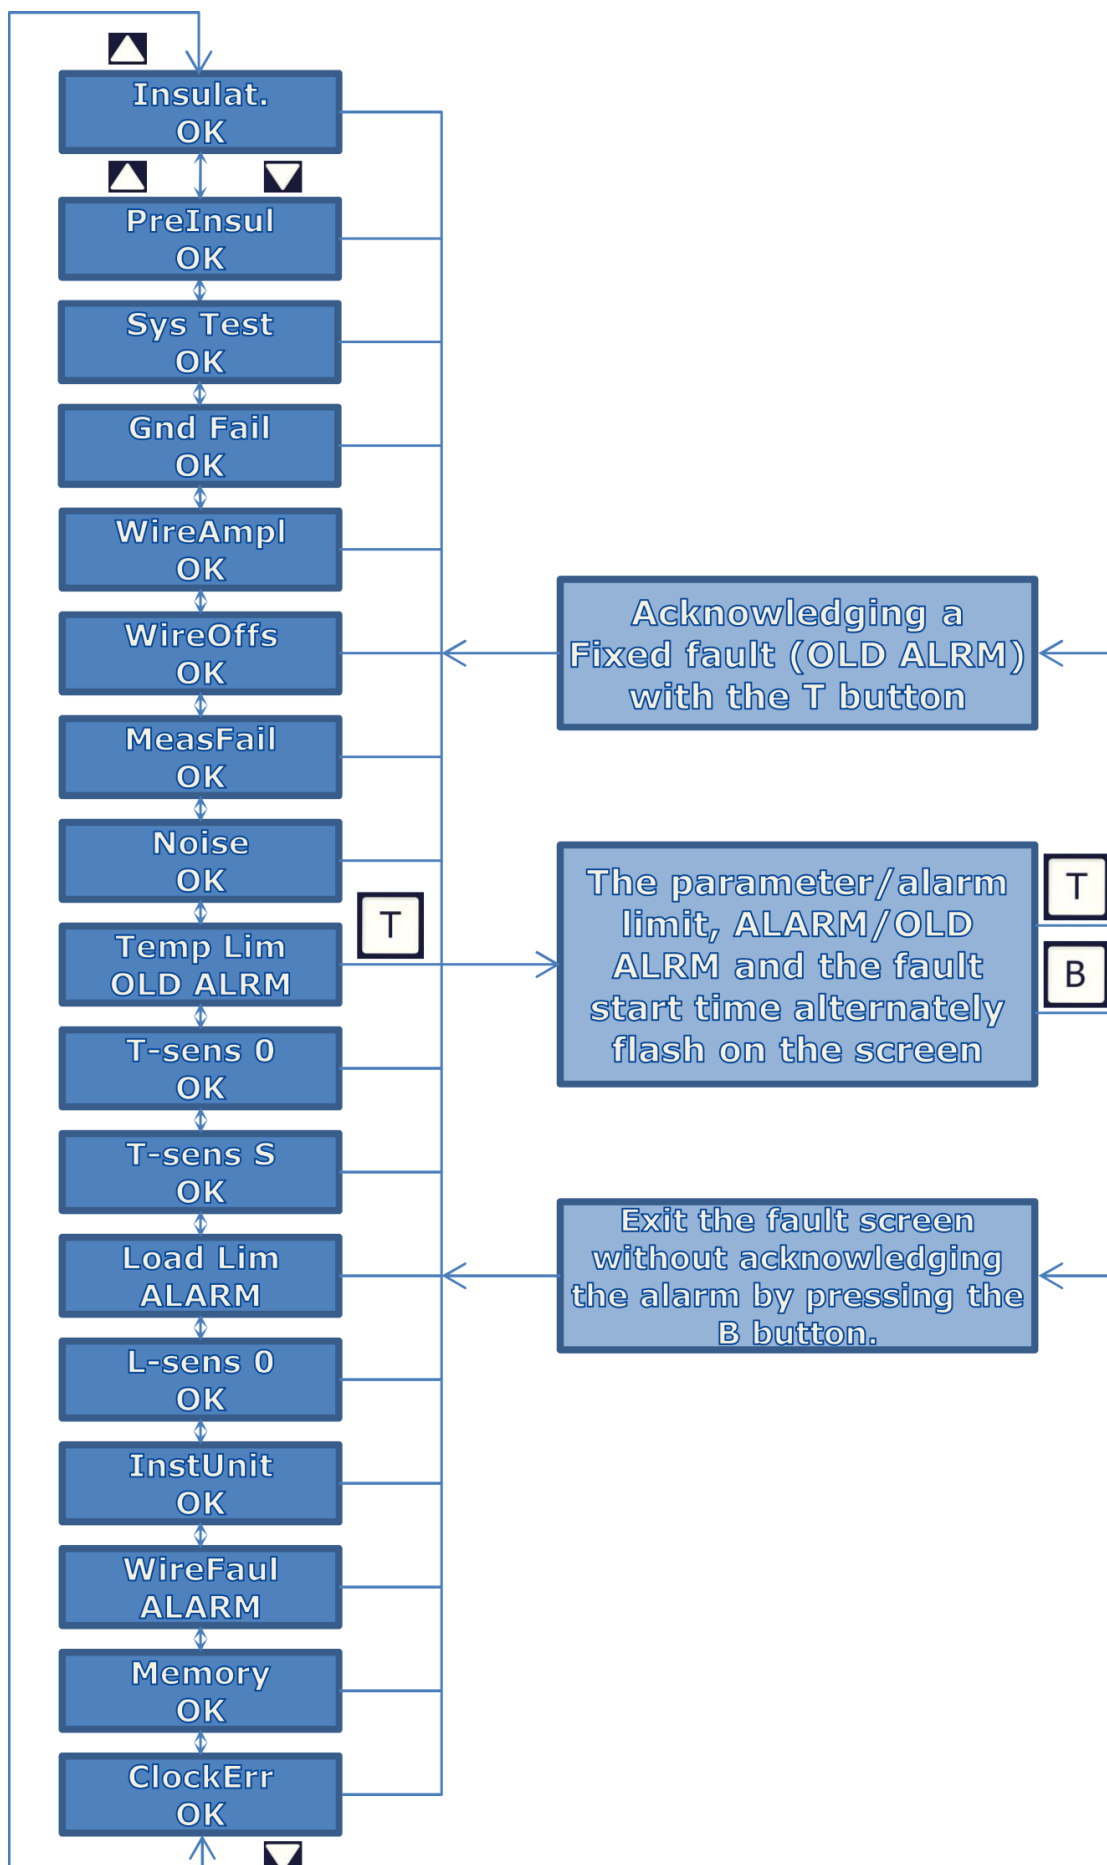 Insulat.
OK
PreInsul
OK
Sys Test
OK
Gnd Fail
OK
WireAmpl
OK
WireOffs
OK
MeasFail
OK
Noise
OK
Temp Lim
OLD ALRM
T-sens 0
OK
T-sens S
OK
Load Lim
ALARM
L-sens 0
OK
InstUnit
OK
WireFaul
ALARM
Memory
OK
ClockErr
OK
T
Acknowledging a
Fixed fault (OLD ALRM)
with the T button
The parameter/alarm
limit, ALARM/OLD
ALRM and the fault
start time alternately
flash on the screen
T
B
Exit the fault screen
without acknowledging
the alarm by pressing the
B button.